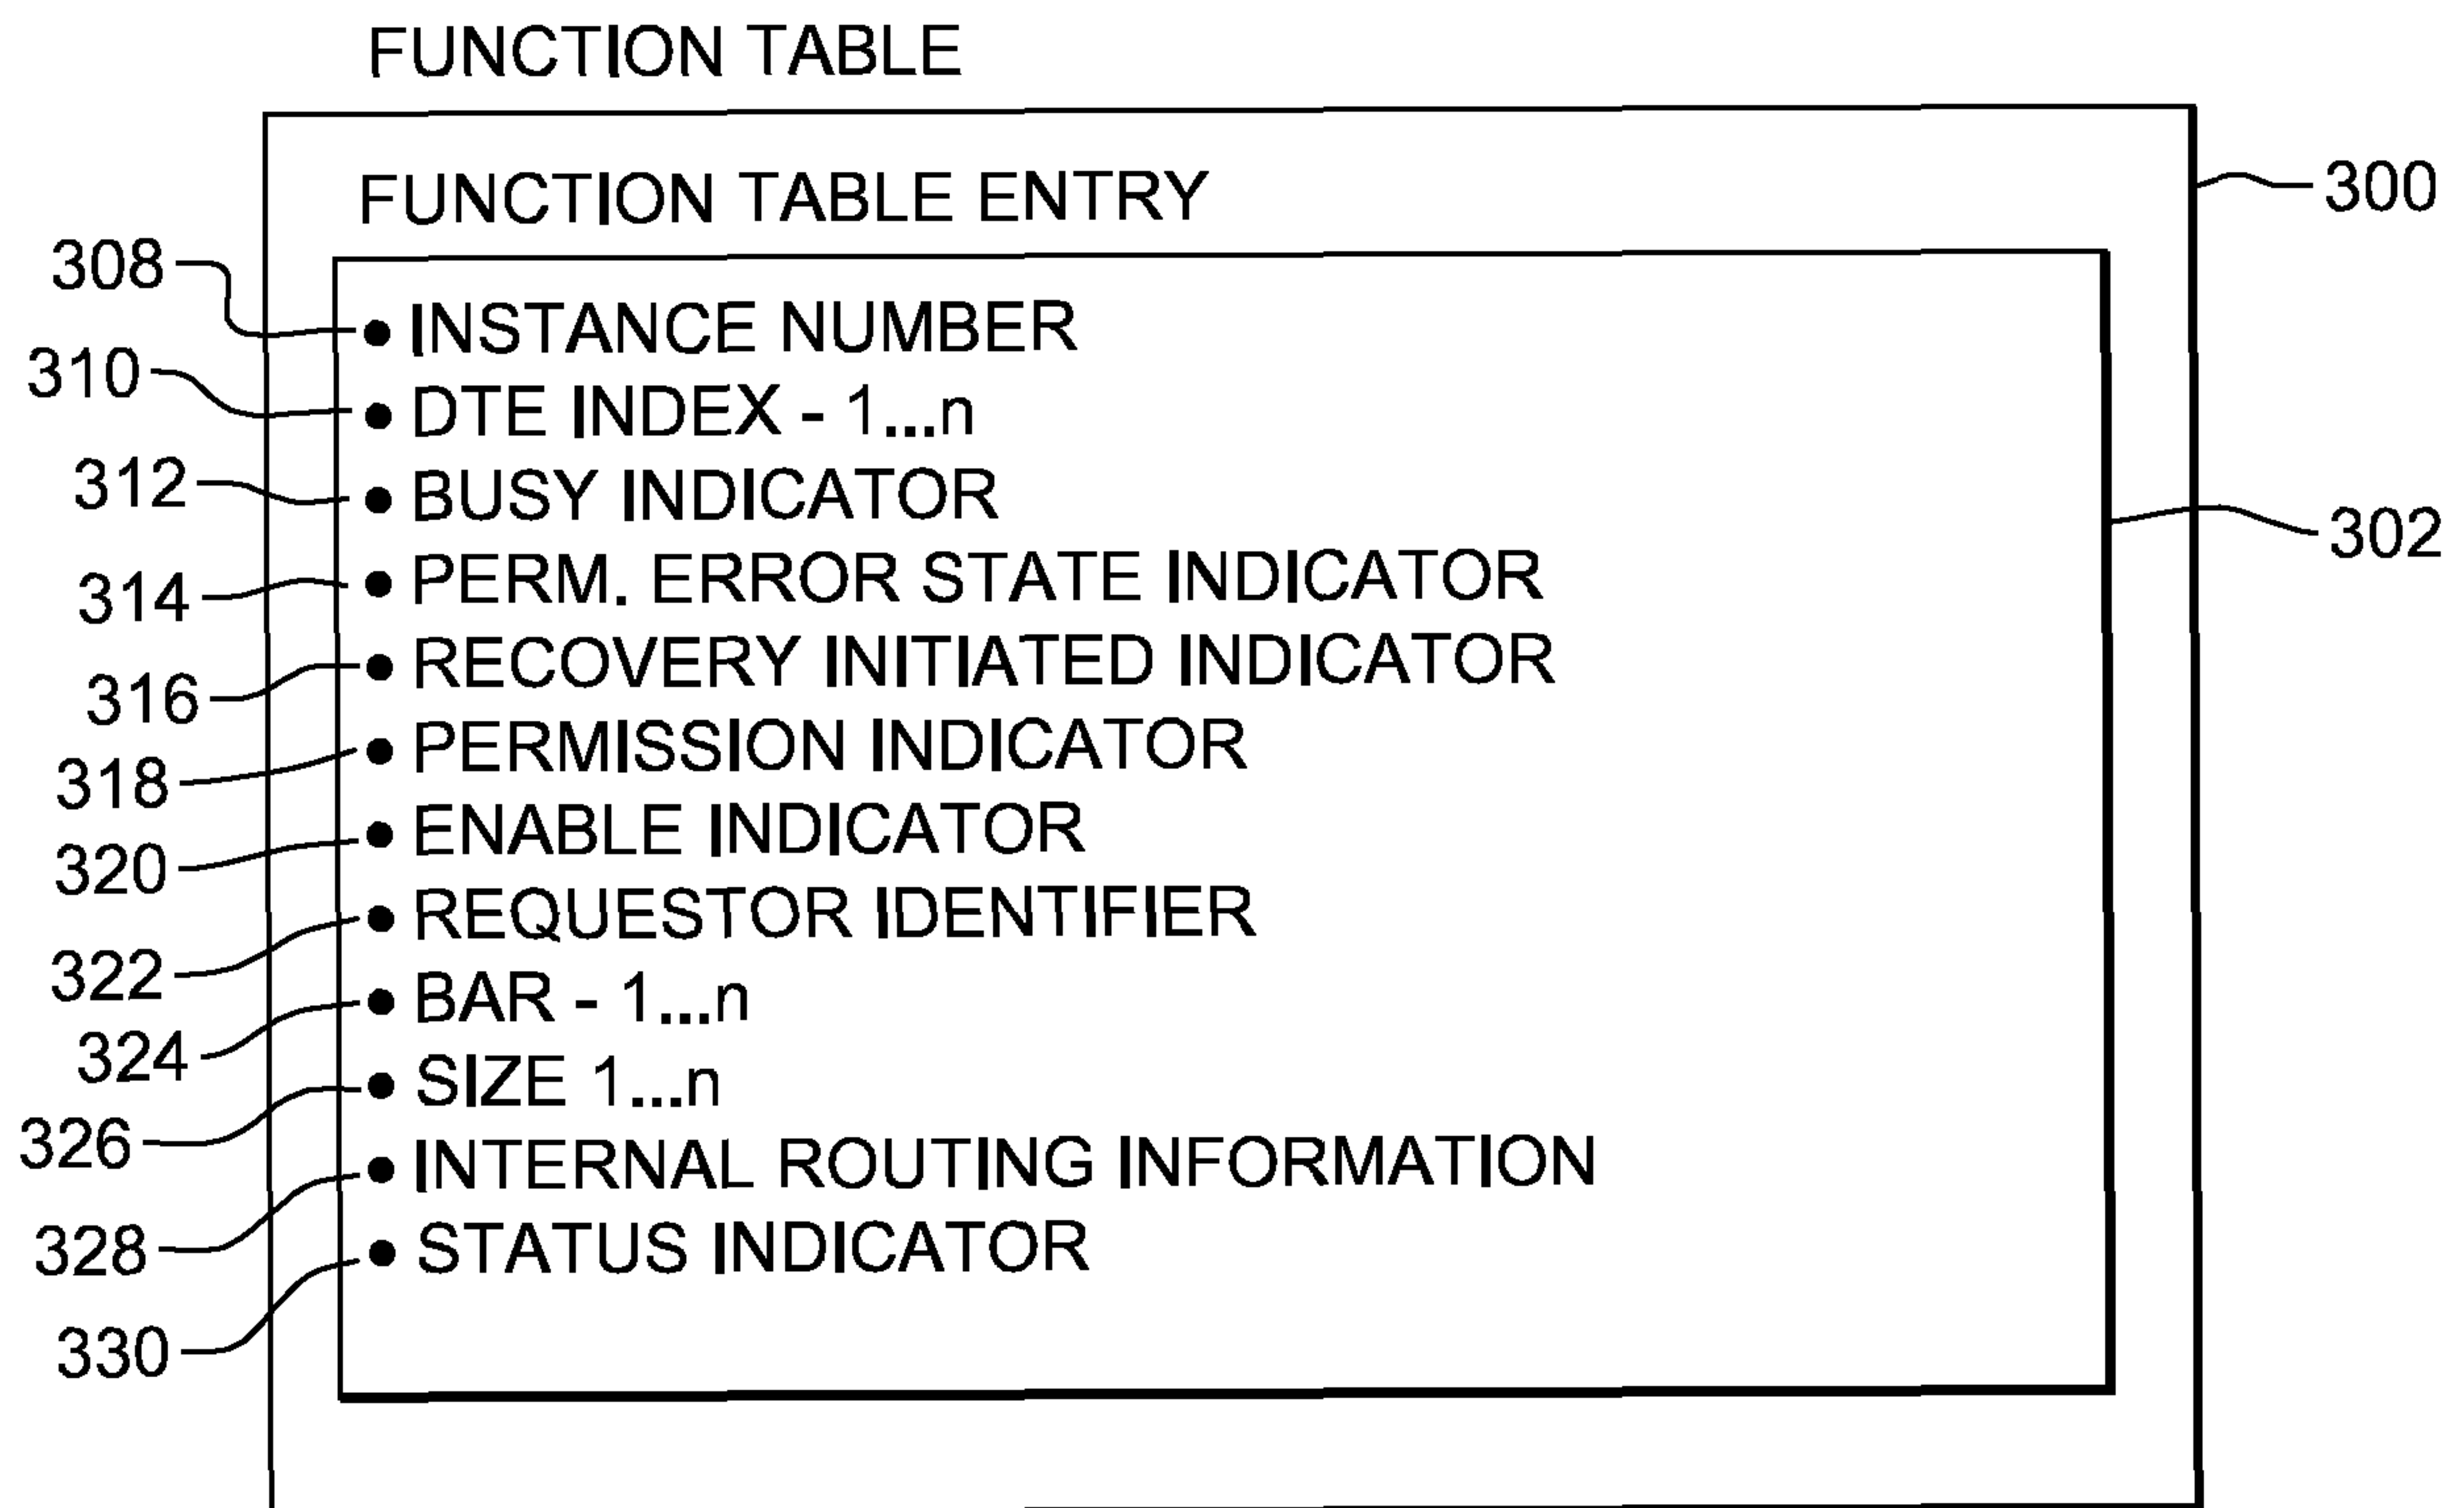 FUNCTION TABLE
FUNCTION TABLE ENTRY
300
308
● INSTANCE NUMBER
310
● DTE INDEX - 1...n
312
● BUSY INDICATOR
302
314
● PERM. ERROR STATE INDICATOR
316
● RECOVERY INITIATED INDICATOR
318
● PERMISSION INDICATOR
320
● ENABLE INDICATOR
322
● REQUESTOR IDENTIFIER
324
● BAR - 1...n
326
● SIZE 1...n
328
● INTERNAL ROUTING INFORMATION
330
● STATUS INDICATOR